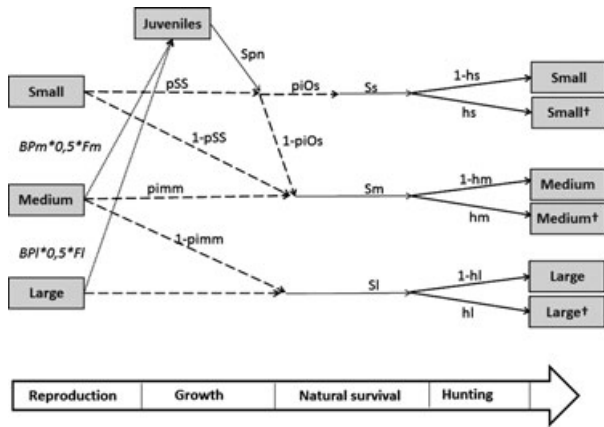 Juveniles
Spn
1-hs
Small
Small
pSS
piOs
Ss
hs
Small†
1-pSS
1-piOs
BPm*0,5*Fm
1-hm
Medium
Medium
pimm
Sm
hm
Medium†
1-pimm
BPl*0,5*Fl
1-hl
Large
Large
Sl
hl
Large†
Reproduction
Growth
Natural survival
Hunting